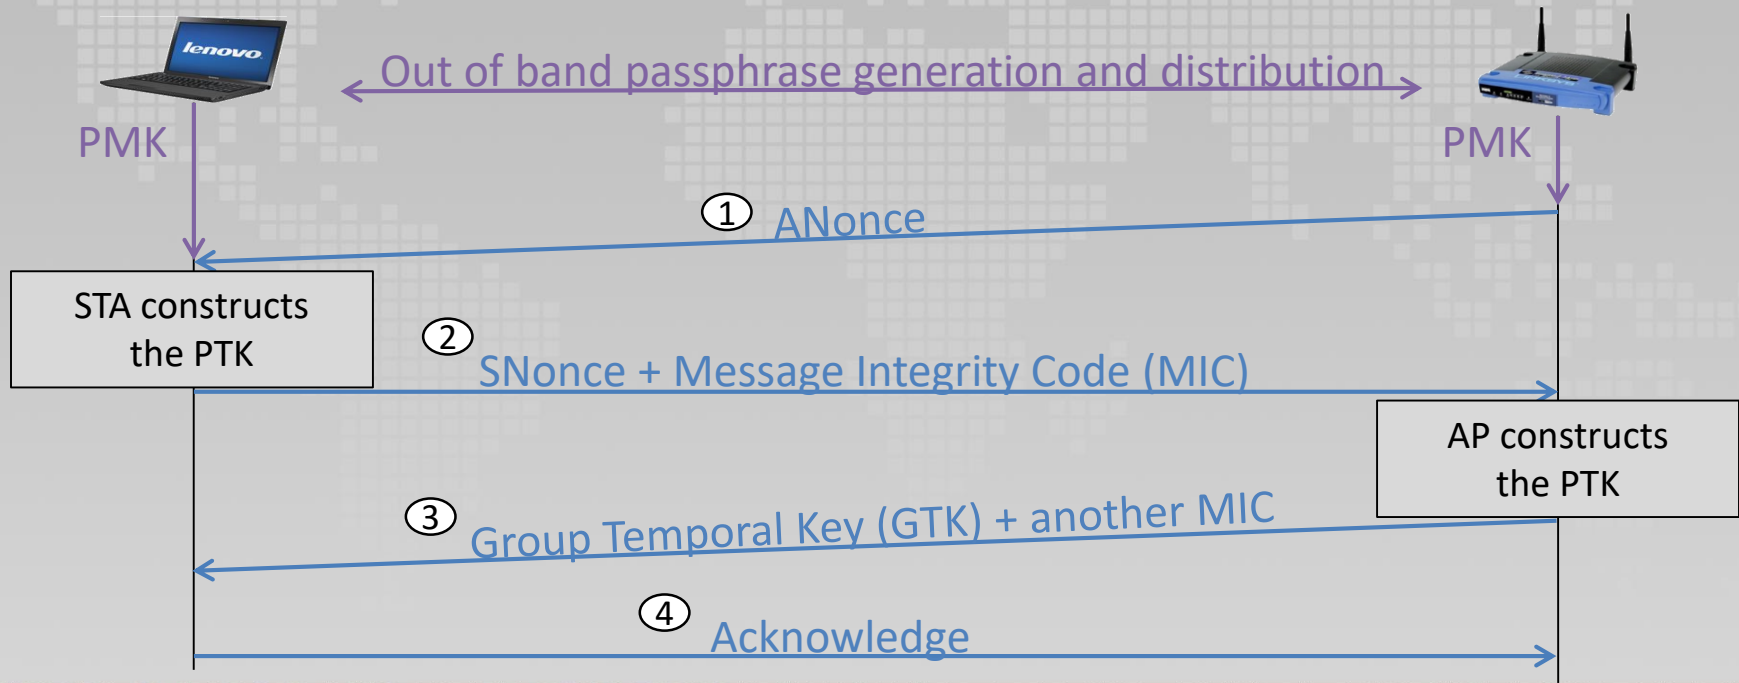 lenovo
Out of band passphrase generation and distribution
PMK
PMK
1 ANonce
STA constructs
the PTK
2
SNonce + Message Integrity Code (MIC)
AP constructs
the PTK
3 Group Temporal Key (GTK) + another MIC
4 Acknowledge